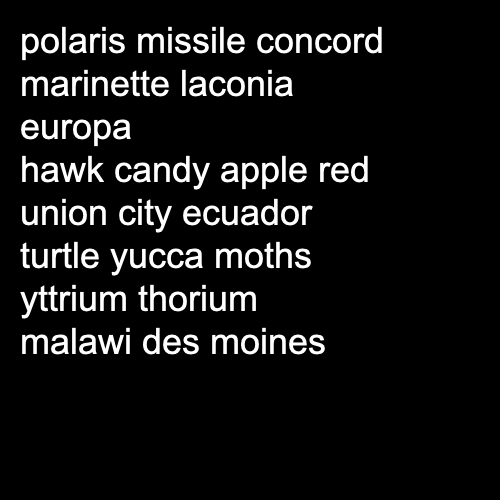 polaris missile concord
marinette laconia
europa
hawk candy apple red
union city ecuador
turtle yucca moths
yttrium thorium
malawi des moines